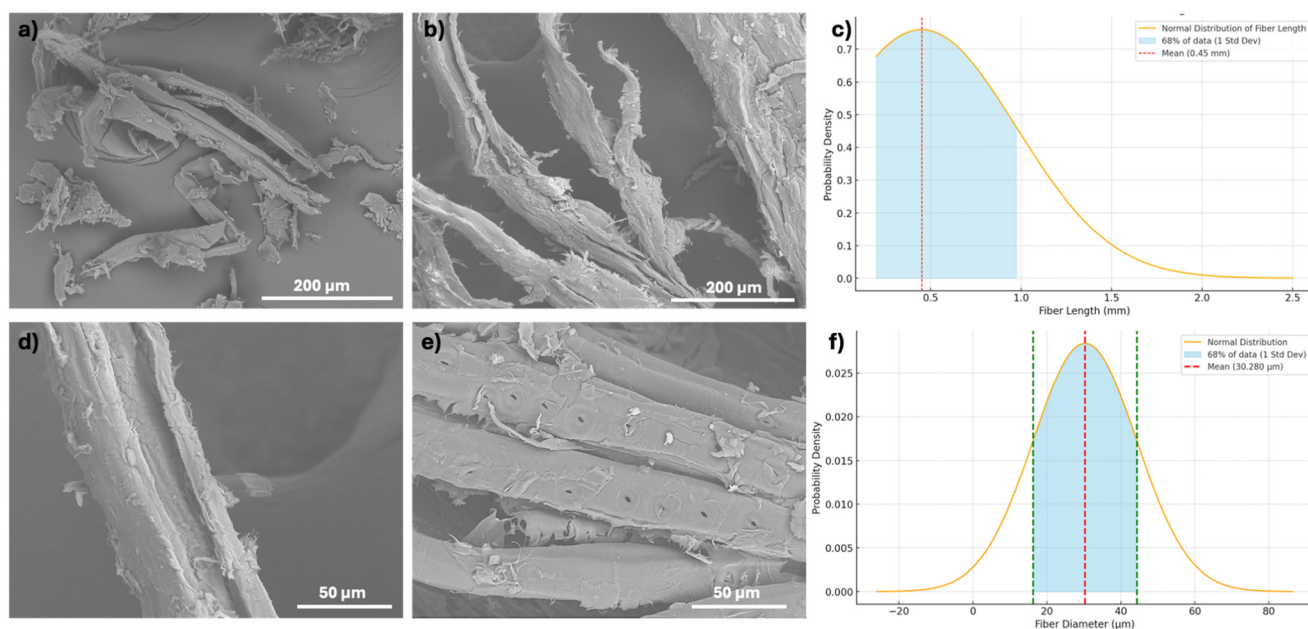 a)
200 µm
b)
200 µm
c)
Normal Distribution of Fiber Length
68% of data (1 Std Dev)
Mean (0.45 mm)
Probability Density
0.7
0.6
0.5
0.4
0.3
0.2
0.1
0.0
0.5 1.0 1.5 2.0 2.5
Fiber Length (mm)
d)
50 µm
e)
50 µm
f)
Normal Distribution
68% of data (1 Std Dev)
Mean (30.280 µm)
Probability Density
0.025
0.020
0.015
0.010
0.005
0.000
−20 0 20 40 60 80
Fiber Diameter (µm)